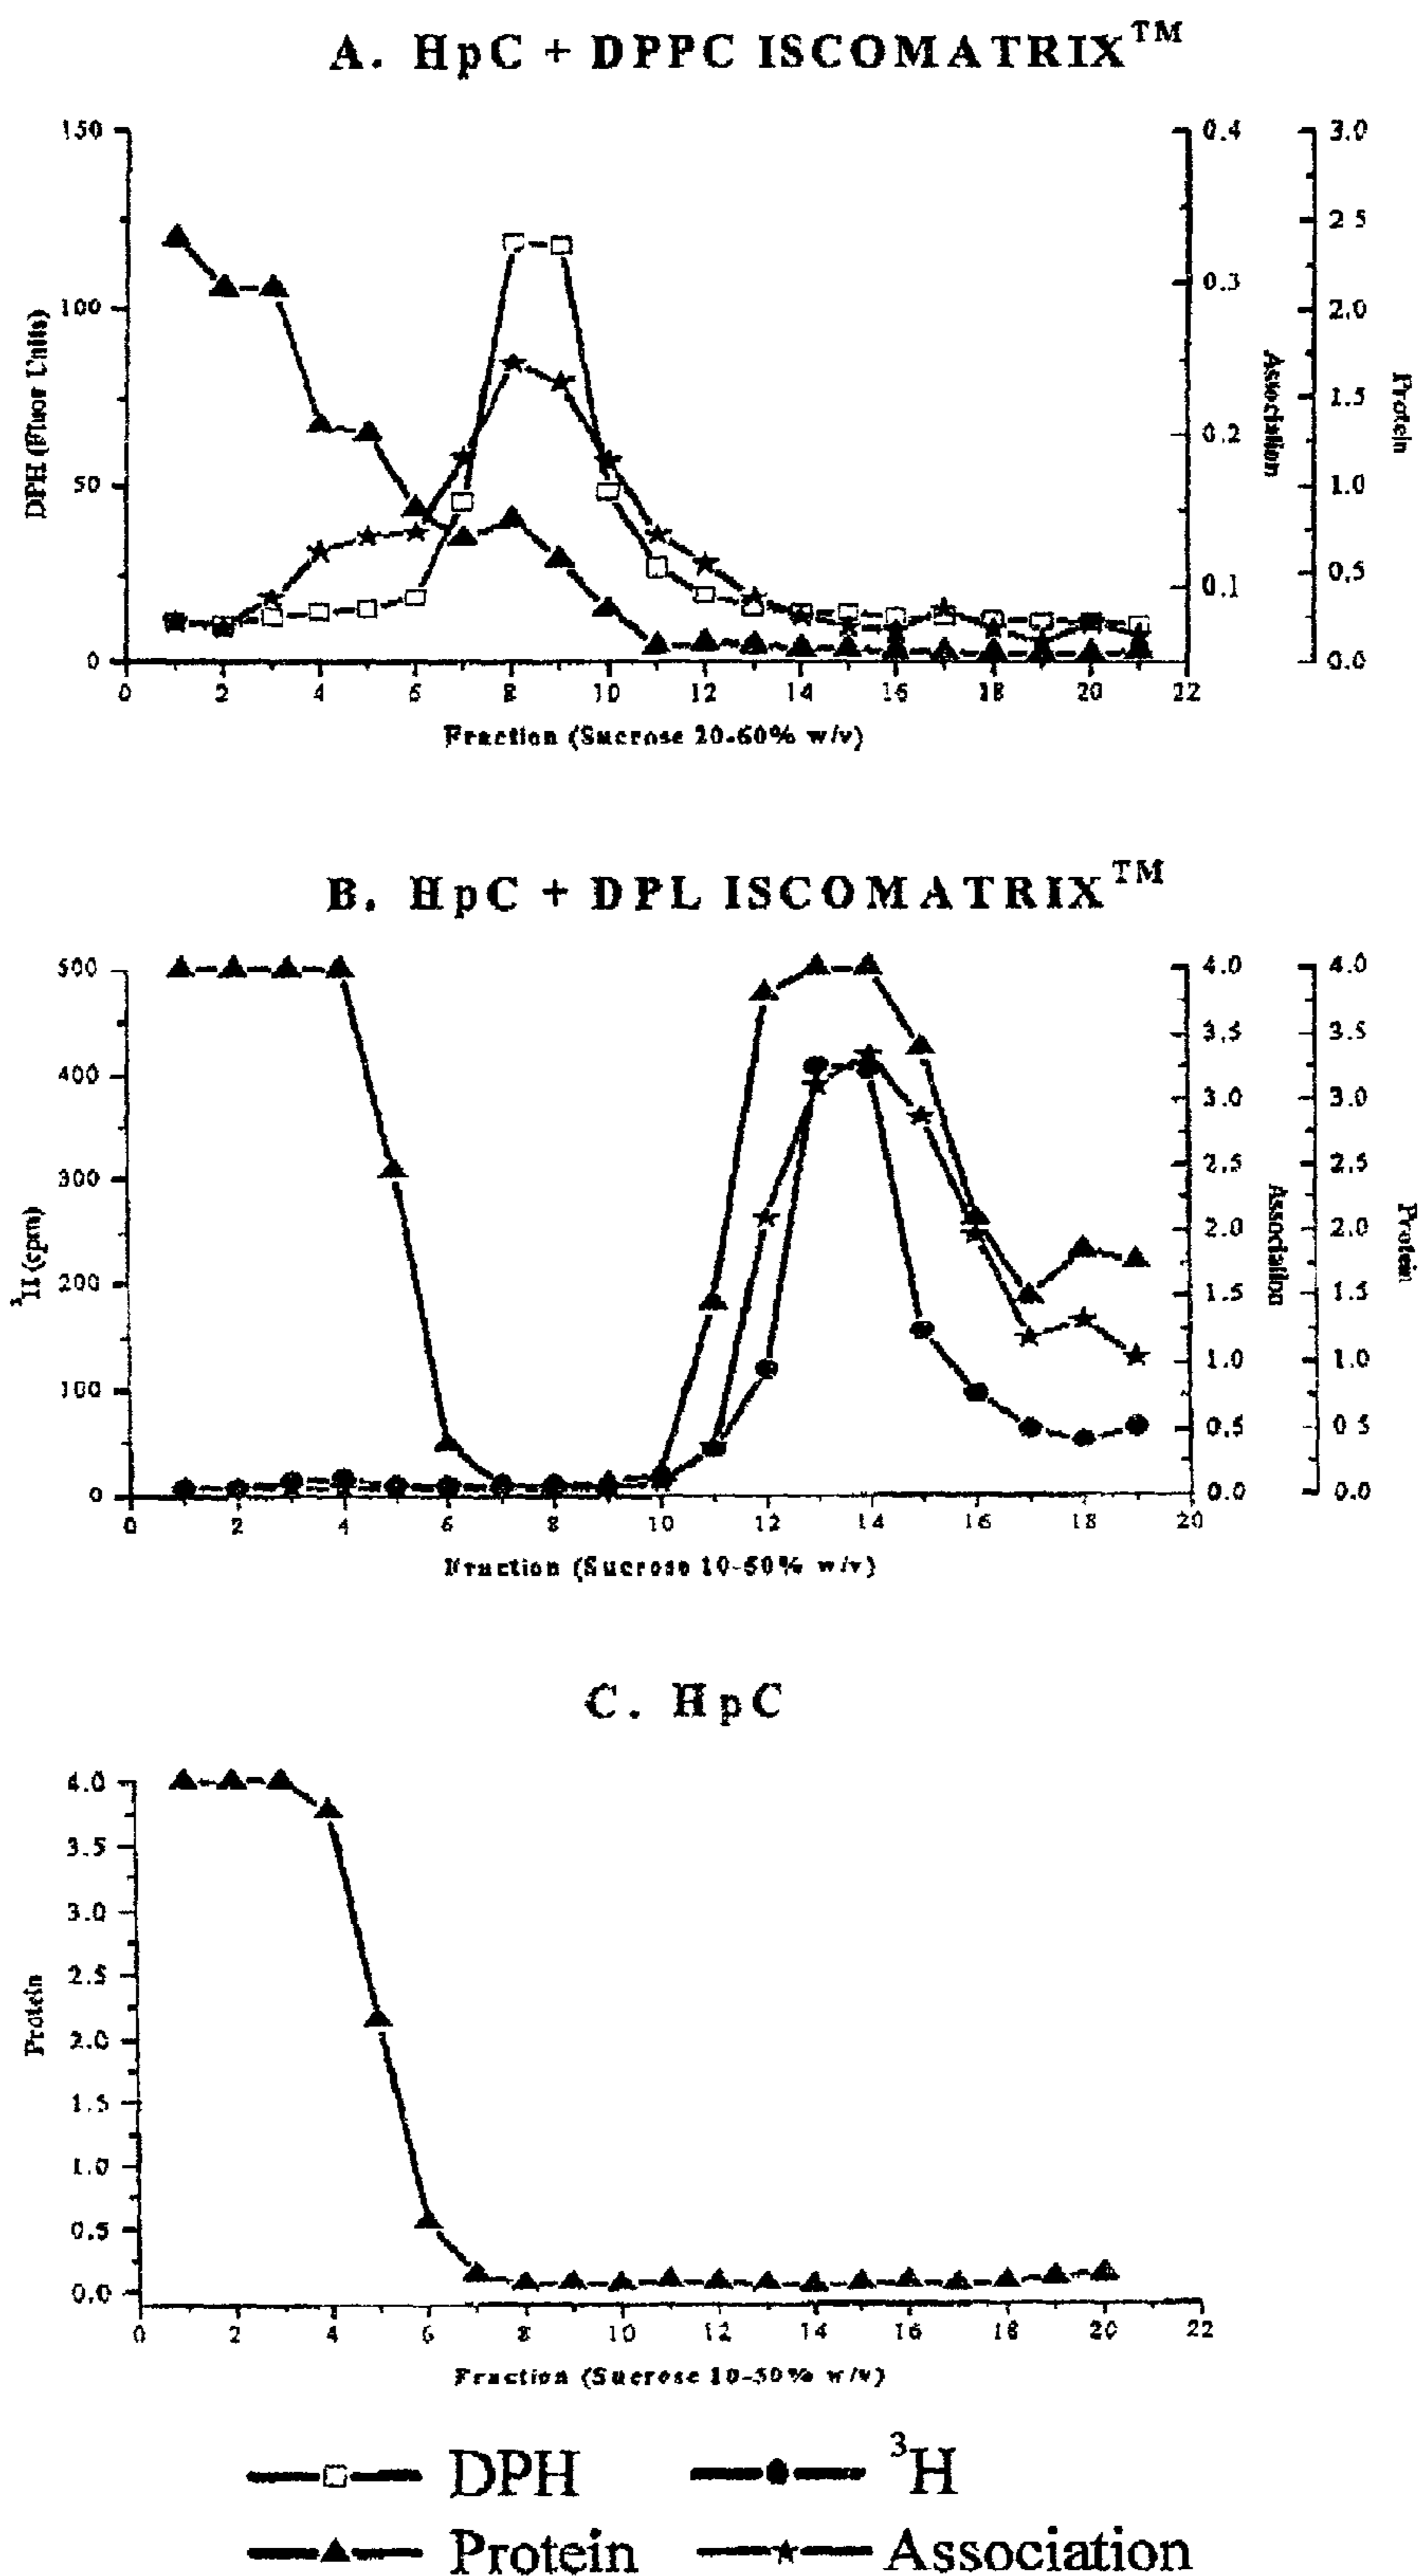 A. HpC + DPPC ISCOMATRIX™
150
100
50
0
DPH (Fluor Units)
0.4
0.3
0.2
0.1
Association
3.0
2.5
2.0
1.5
1.0
0.5
0.0
Protein
0 2 4 6 8 10 12 14 16 18 20 22
Fraction (Sucrose 20-60% w/v)
B. HpC + DPL ISCOMATRIX™
500
400
300
200
100
0
³H (cpm)
4.0
3.5
3.0
2.5
2.0
1.5
1.0
0.5
0.0
Association
4.0
3.5
3.0
2.5
2.0
1.5
1.0
0.5
0.0
Protein
0 2 4 6 8 10 12 14 16 18 20
Fraction (Sucrose 10-50% w/v)
C. HpC
4.0
3.5
3.0
2.5
2.0
1.5
1.0
0.5
0.0
Protein
0 2 4 6 8 10 12 14 16 18 20 22
Fraction (Sucrose 10-50% w/v)
DPH ³H
Protein Association